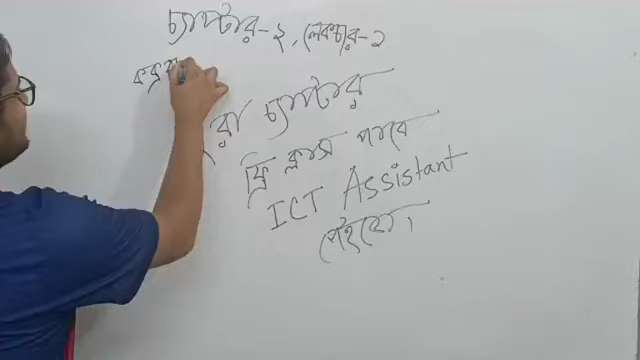 চ্যাপ্টার-২, লেকচার-২
রা চ্যাপ্টার
ফ্রি ক্লাস পাবে
ICT Assistant
পেইজে।